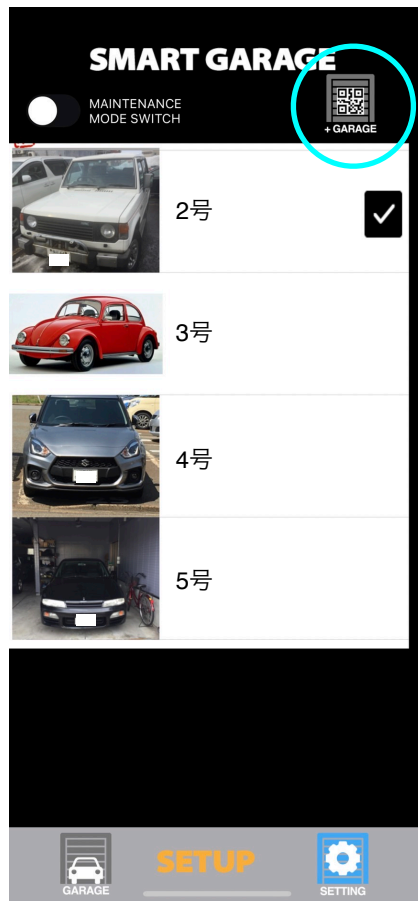 SMART GARAGE
MAINTENANCE
MODE SWITCH
+ GARAGE
2号
3号
4号
5号
GARAGE
SETUP
SETTING